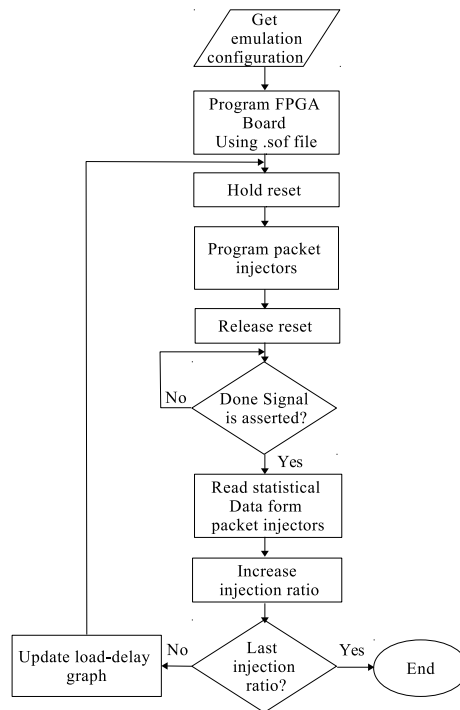 Get
emulation
configuration
Program FPGA
Board
Using .sof file
Hold reset
Program packet
injectors
Release reset
No
Done Signal
is asserted?
Yes
Read statistical
Data form
packet injectors
Increase
injection ratio
Update load-delay
graph
No
Last
injection
ratio?
Yes
End